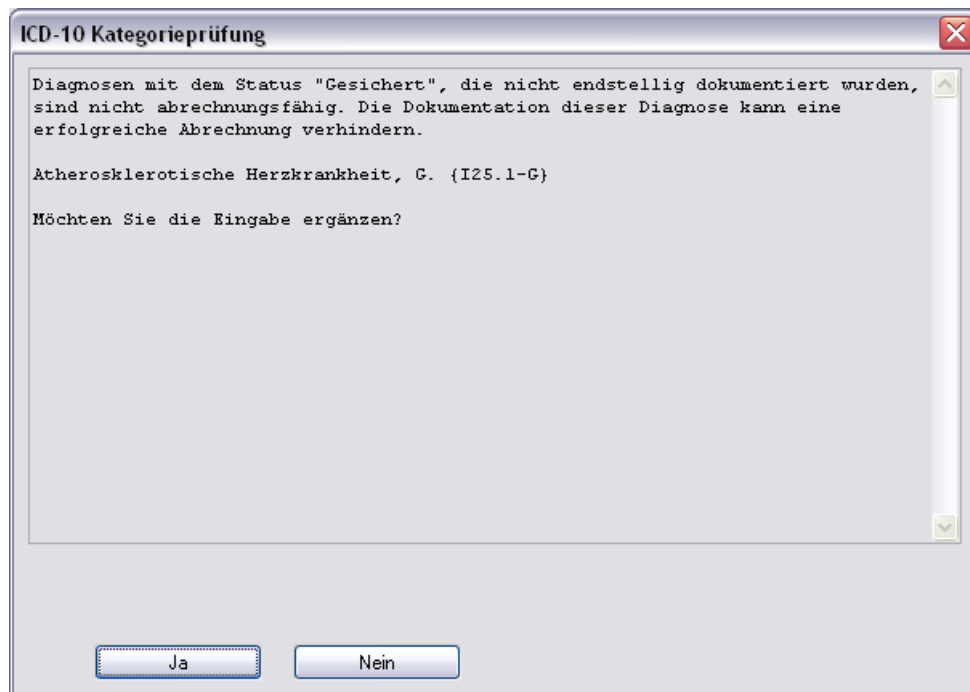 ICD-10 Kategorieprüfung
Diagnosen mit dem Status "Gesichert", die nicht endstellig dokumentiert wurden,
sind nicht abrechnungsfähig. Die Dokumentation dieser Diagnose kann eine
erfolgreiche Abrechnung verhindern.
Atherosklerotische Herzkrankheit, G. {I25.1-G}
Möchten Sie die Eingabe ergänzen?
Ja
Nein